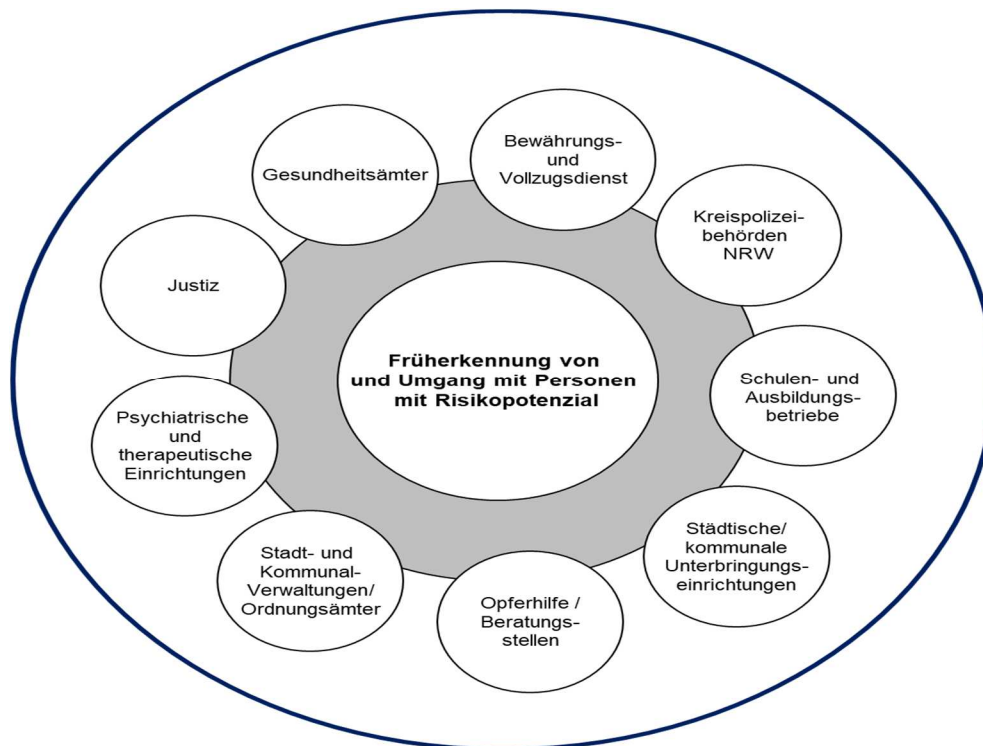 Früherkennung von
und Umgang mit Personen
mit Risikopotenzial
Bewährungs-
und
Vollzugsdienst
Kreispolizei-
behörden
NRW
Schulen- und
Ausbildungs-
betriebe
Städtische/
kommunale
Unterbringungs-
einrichtungen
Opferhilfe /
Beratungs-
stellen
Stadt- und
Kommunal-
Verwaltungen/
Ordnungsämter
Psychiatrische
und
therapeutische
Einrichtungen
Justiz
Gesundheitsämter